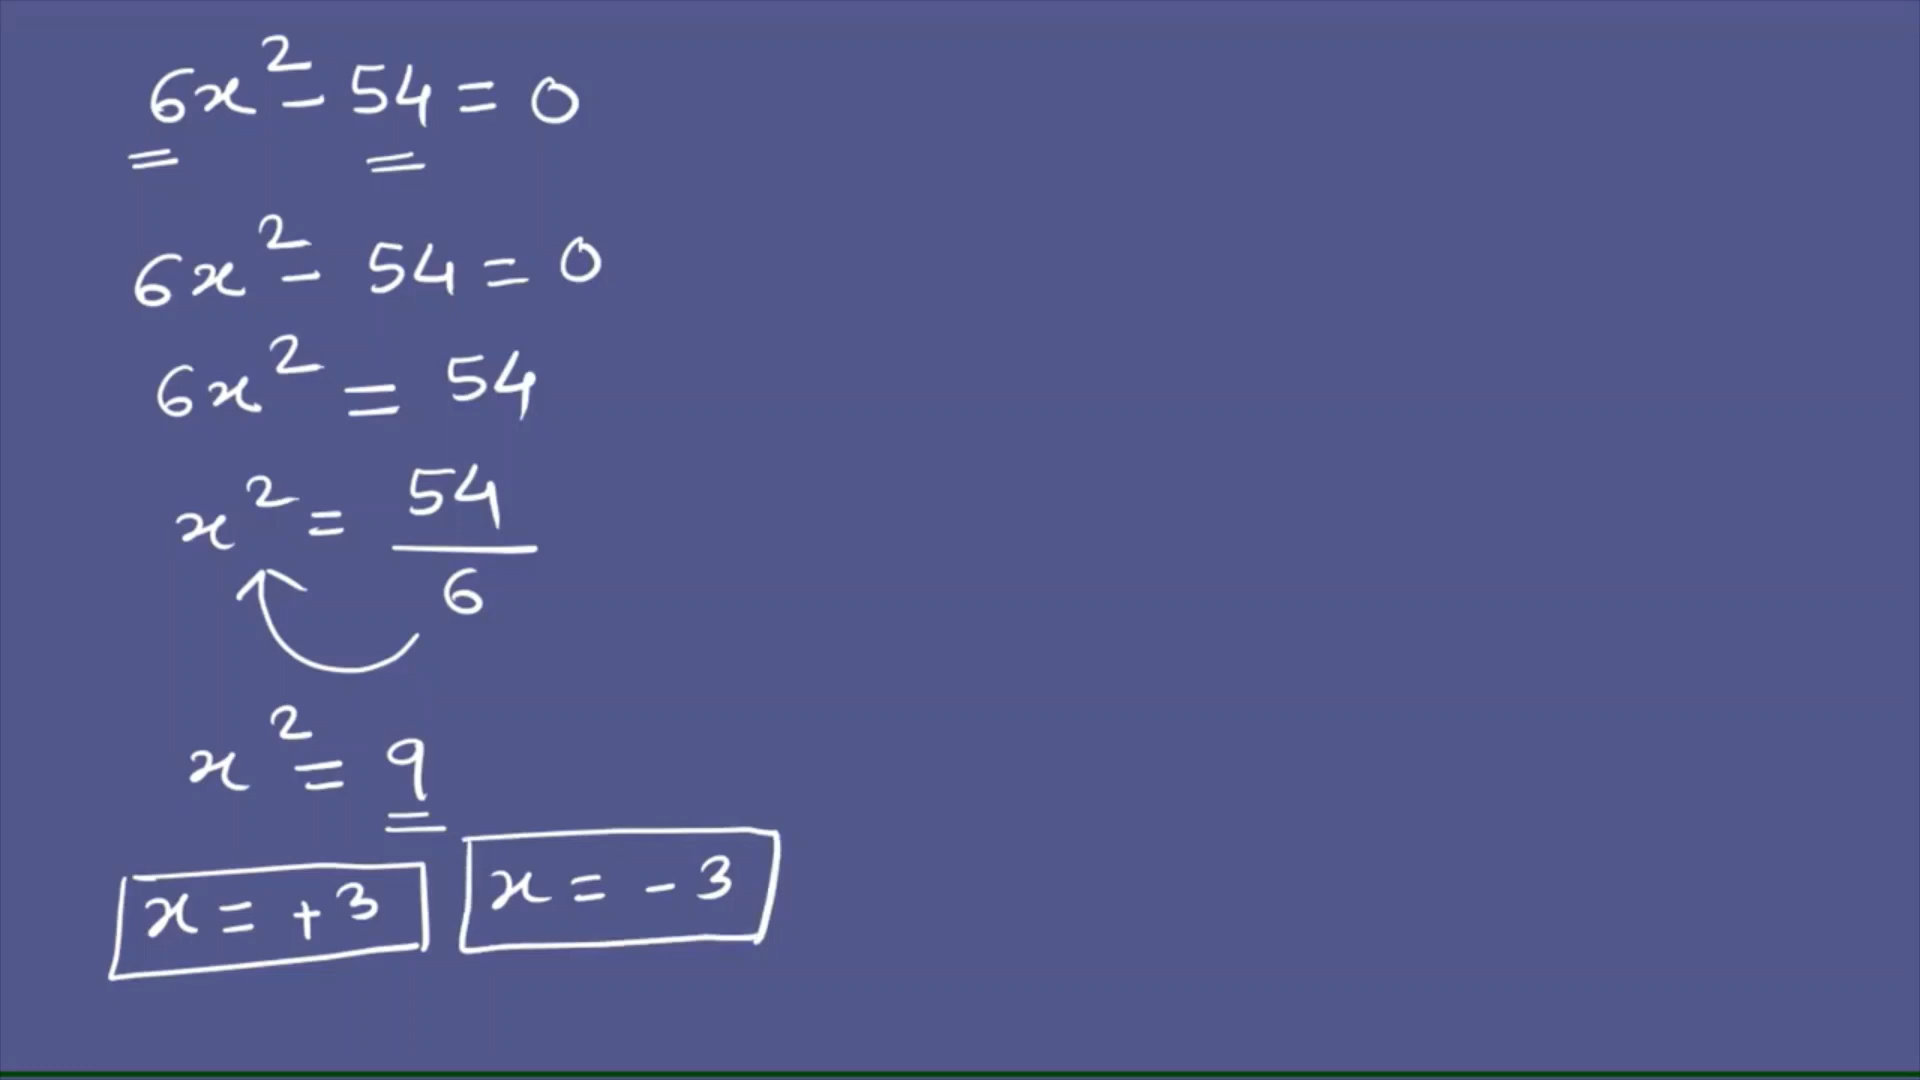 6x² - 54 = 0
6x² - 54 = 0
6x² = 54
x² = 54/6
x² = 9
x = +3 x = -3